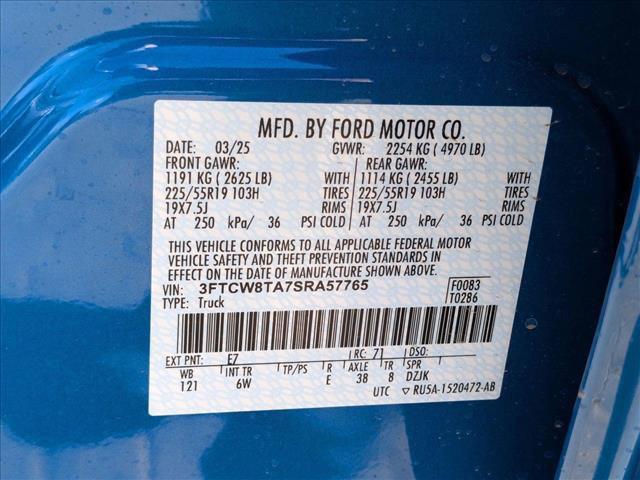 MFD. BY FORD MOTOR CO.
DATE: 03/25 GVWR: 2254 KG ( 4970 LB)
FRONT GAWR: REAR GAWR:
1191 KG ( 2625 LB) WITH 1114 KG ( 2455 LB) WITH
225/55R19 103H TIRES 225/55R19 103H TIRES
19X7.5J RIMS 19X7.5J RIMS
AT 250 kPa/ 36 PSI COLD AT 250 kPa/ 36 PSI COLD
THIS VEHICLE CONFORMS TO ALL APPLICABLE FEDERAL MOTOR
VEHICLE SAFETY AND THEFT PREVENTION STANDARDS IN
EFFECT ON THE DATE OF MANUFACTURE SHOWN ABOVE.
VIN: 3FTCW8TA7SRA57765 F0083
TYPE: Truck T0286
EXT PNT: E7 RC: 71 DSO:
WB INT TR TP/PS R AXLE TR SPR
121 6W E 38 8 DZJK
UTC ▽ RU5A-1520472-AB